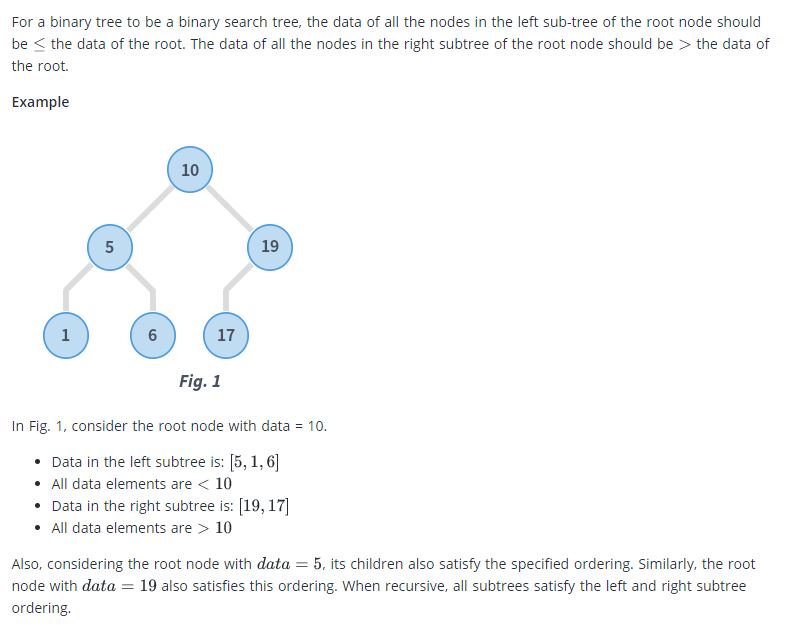 For a binary tree to be a binary search tree, the data of all the nodes in the left sub-tree of the root node should
be ≤ the data of the root. The data of all the nodes in the right subtree of the root node should be > the data of
the root.
Example
10
5
19
1
6
17
Fig. 1
In Fig. 1, consider the root node with data = 10.
• Data in the left subtree is: [5, 1, 6]
• All data elements are < 10
• Data in the right subtree is: [19, 17]
• All data elements are > 10
Also, considering the root node with data = 5, its children also satisfy the specified ordering. Similarly, the root
node with data = 19 also satisfies this ordering. When recursive, all subtrees satisfy the left and right subtree
ordering.